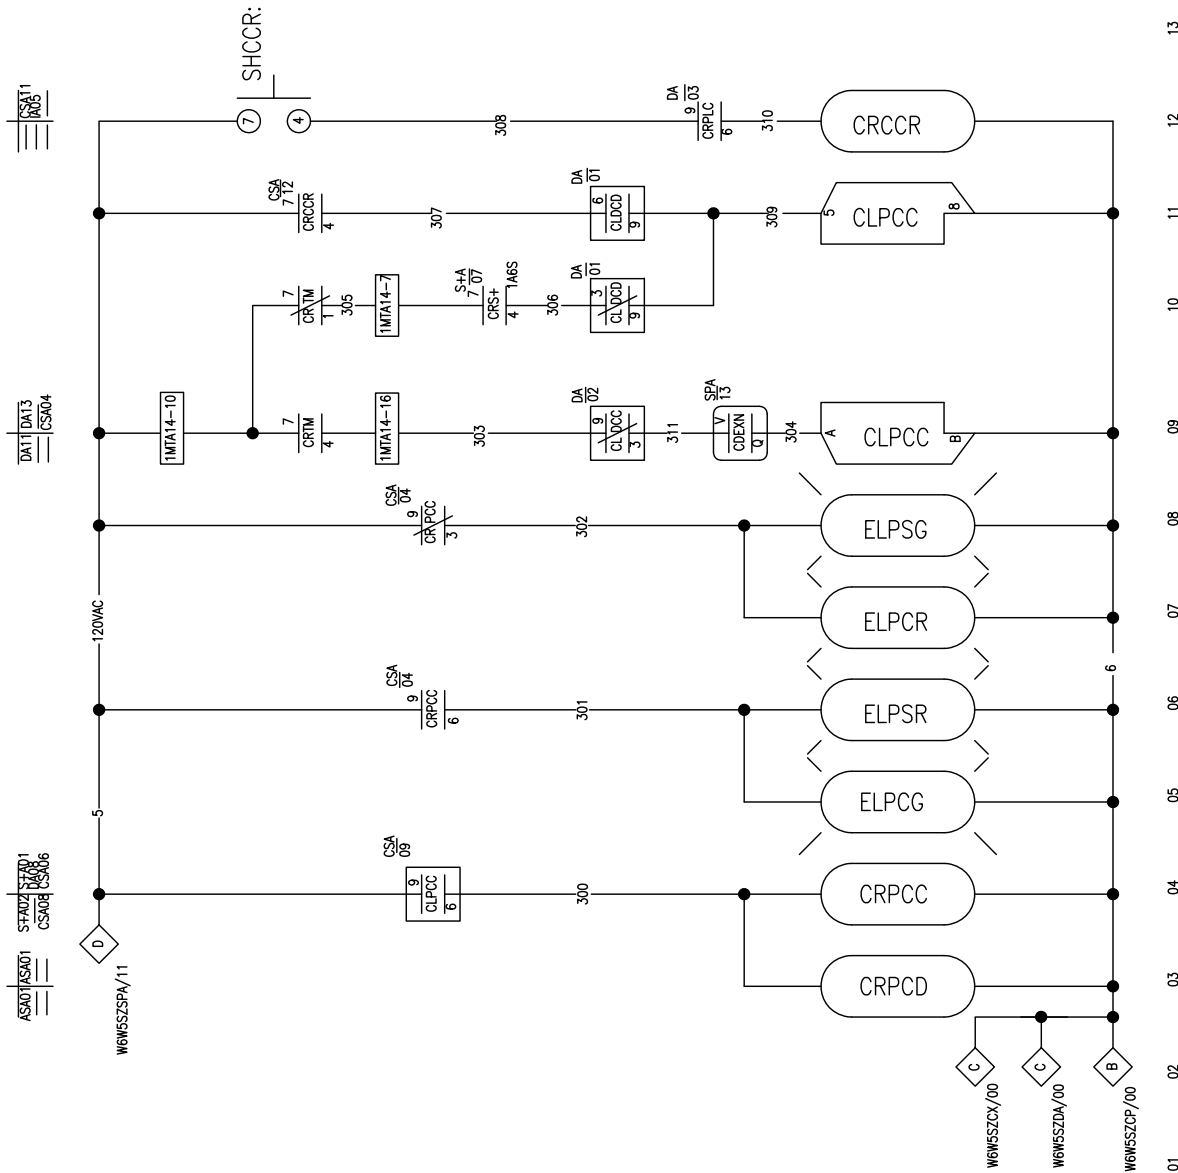 SHCCR:
13
CSA11
IA05
7
4
308
DA
03
9
CRPLC
6
310
CRCCR
12
CSA
12
7
CRCCR
4
307
DA
01
6
CLDCD
9
309
5
CLPCC
8
11
7
CRTM
1
305
1MTA14-7
S+A
07
7
CRS+
4
1A6S
306
DA
01
3
CLDCD
9
10
DA11 DA13
CSA04
1MTA14-10
7
CRTM
4
1MTA14-16
303
DA
02
9
CLDCC
3
311
SPA
13
V
CDEXN
Q
304
A
CLPCC
B
09
CSA
04
9
CRPCC
3
302
ELPSG
08
120VAC
ELPCR
07
CSA
04
9
CRPCC
6
301
ELPSR
6
06
5
ELPCG
05
S+A02 S+A01
DA08
CSA08 CSA06
CSA
09
9
CLPCC
6
300
CRPCC
04
ASA01 ASA01
D
W6W5SZSPA/11
CRPCD
03
C
W6W5SZCX/00
C
W6W5SZDA/00
B
W6W5SZCP/00
02
01